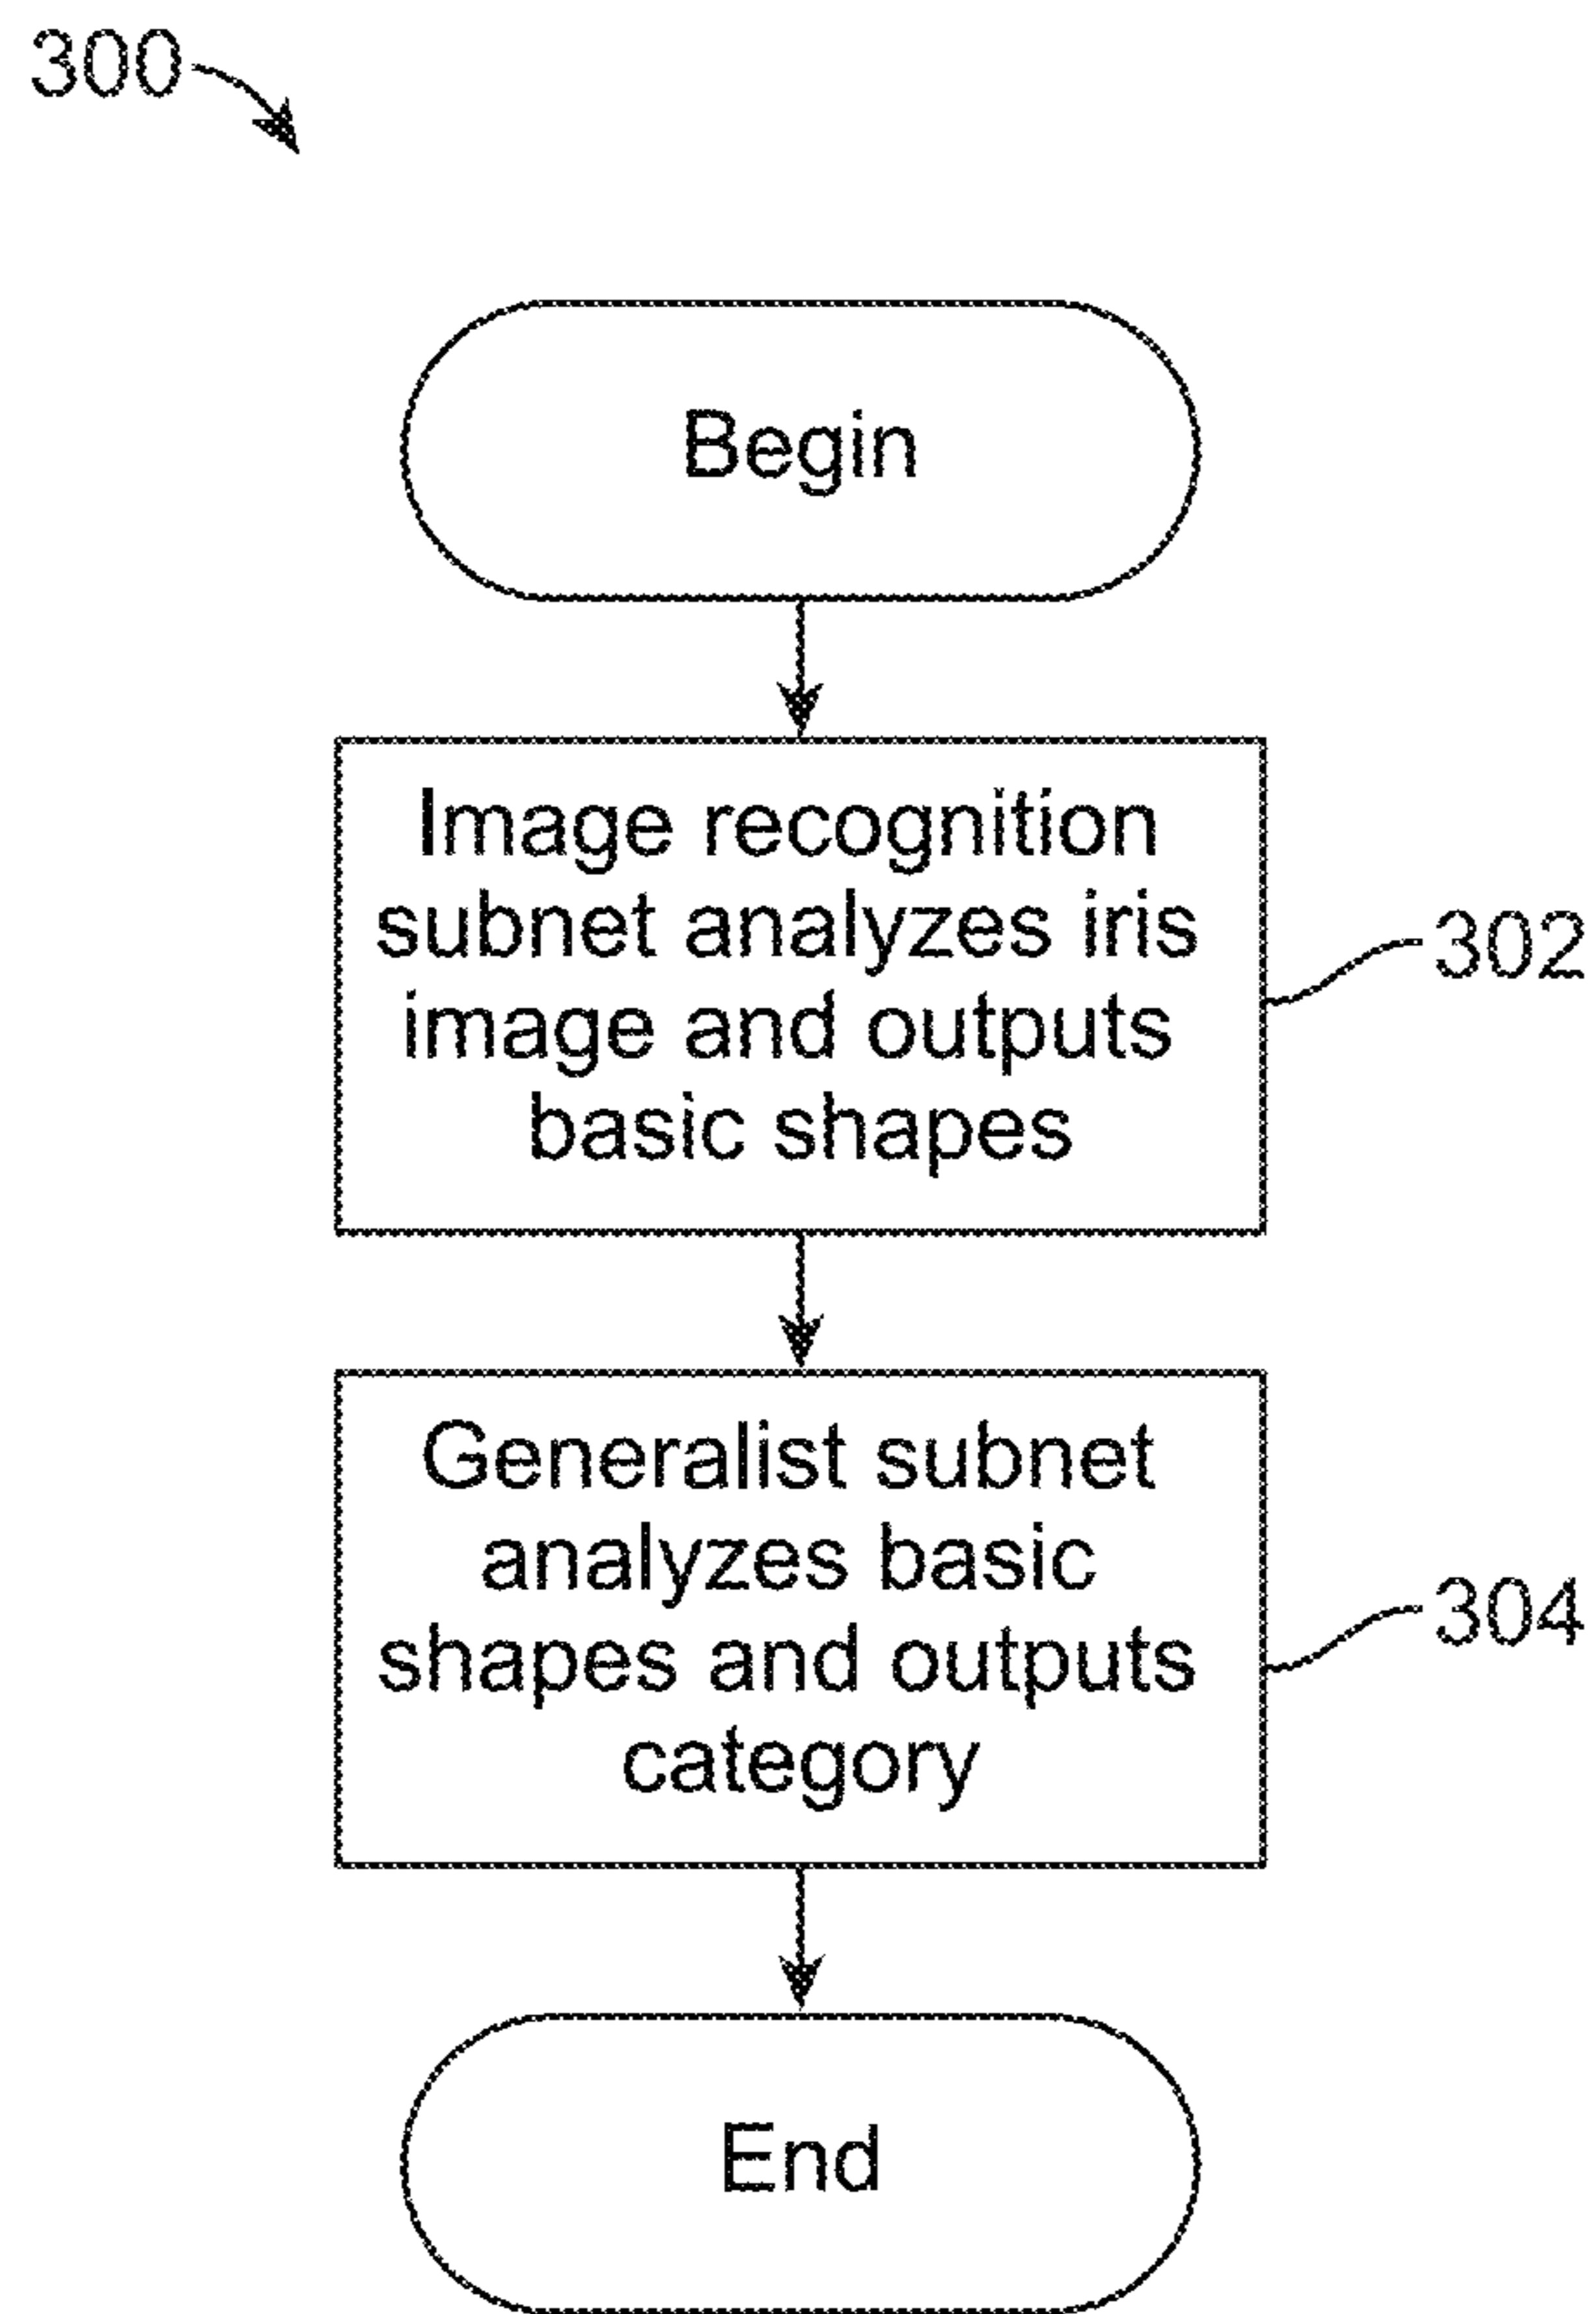 300
Begin
Image recognition
subnet analyzes iris
image and outputs
basic shapes
302
Generalist subnet
analyzes basic
shapes and outputs
category
304
End